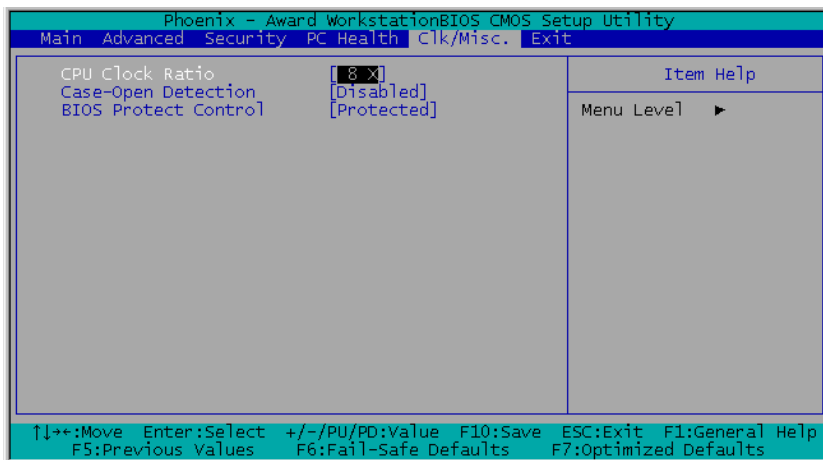 Phoenix - Award WorkstationBIOS CMOS Setup Utility
Main Advanced Security PC Health Clk/Misc. Exit
CPU Clock Ratio [ 8 X]
Case-Open Detection [Disabled]
BIOS Protect Control [Protected]
Item Help
Menu Level ►
↑↓→←:Move Enter:Select +/-/PU/PD:Value F10:Save ESC:Exit F1:General Help
F5:Previous Values F6:Fail-Safe Defaults F7:Optimized Defaults